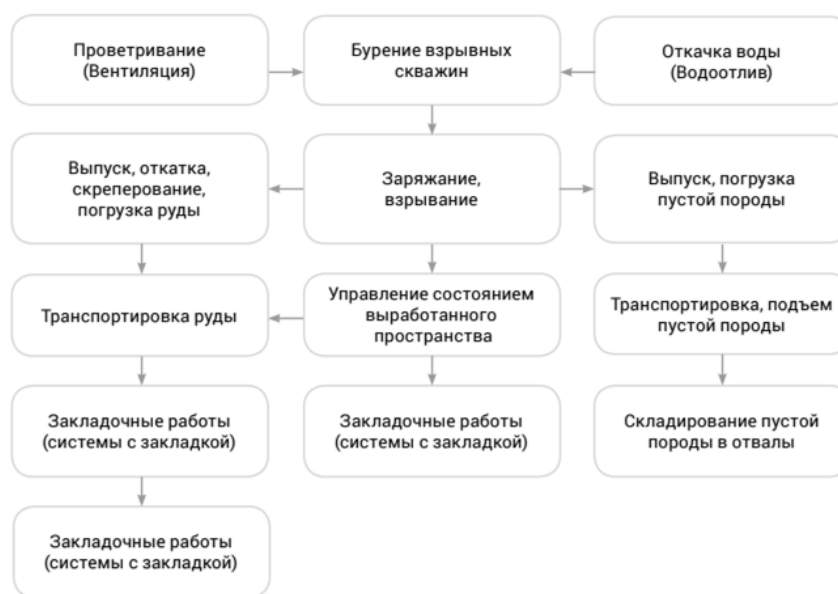 Проветривание
(Вентиляция)
Бурение взрывных
скважин
Откачка воды
(Водоотлив)
Выпуск, откатка,
скреперование,
погрузка руды
Заряжание,
взрывание
Выпуск, погрузка
пустой породы
Транспортировка руды
Управление состоянием
выработанного
пространства
Транспортировка, подъем
пустой породы
Закладочные работы
(системы с закладкой)
Закладочные работы
(системы с закладкой)
Складирование пустой
породы в отвалы
Закладочные работы
(системы с закладкой)